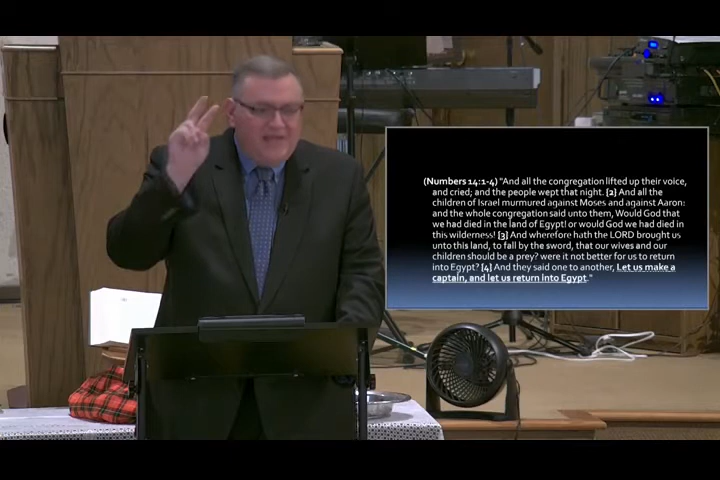 (Numbers 14:1-4) "And all the congregation lifted up their voice,
and cried; and the people wept that night. [2] And all the
children of Israel murmured against Moses and against Aaron:
and the whole congregation said unto them, Would God that
we had died in the land of Egypt! or would God we had died in
this wilderness! [3] And wherefore hath the LORD brought us
unto this land, to fall by the sword, that our wives and our
children should be a prey? were it not better for us to return
into Egypt? [4] And they said one to another, Let us make a
captain, and let us return into Egypt."